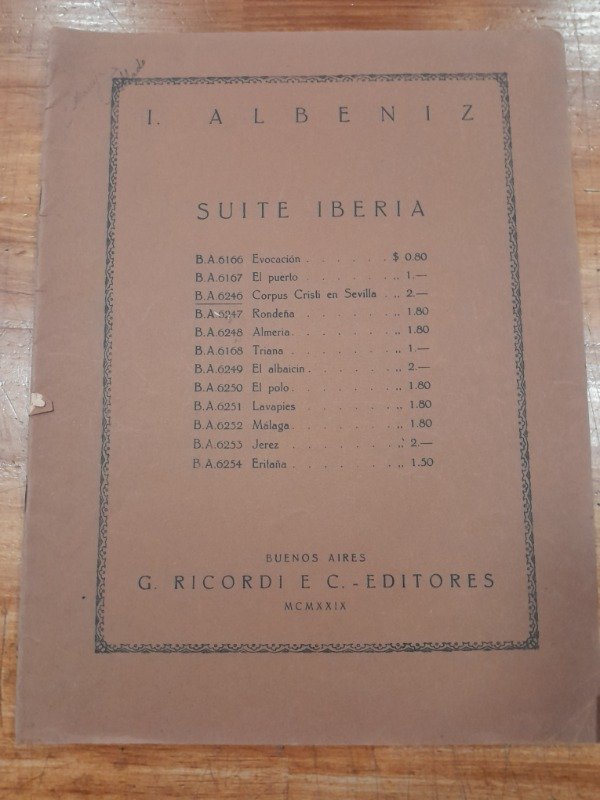 I. ALBENIZ
SUITE IBERIA
B.A.6166 Evocación . . . . . . . $ 0.80
B.A.6167 El puerto . . . . . . . ,, 1.—
B.A.6246 Corpus Cristi en Sevilla . ,, 2.—
B.A.6247 Rondeña . . . . . . . ,, 1.80
B.A.6248 Almeria . . . . . . . ,, 1.80
B.A.6168 Triana . . . . . . . ,, 1.—
B.A.6249 El albaicin . . . . . . ,, 2.—
B.A.6250 El polo . . . . . . . ,, 1.80
B.A.6251 Lavapies . . . . . . . ,, 1.80
B.A.6252 Málaga . . . . . . . ,, 1.80
B.A.6253 Jerez . . . . . . . ,, 2.—
B.A.6254 Eritaña . . . . . . . ,, 1.50
BUENOS AIRES
G. RICORDI E C. - EDITORES
MCMXXIX